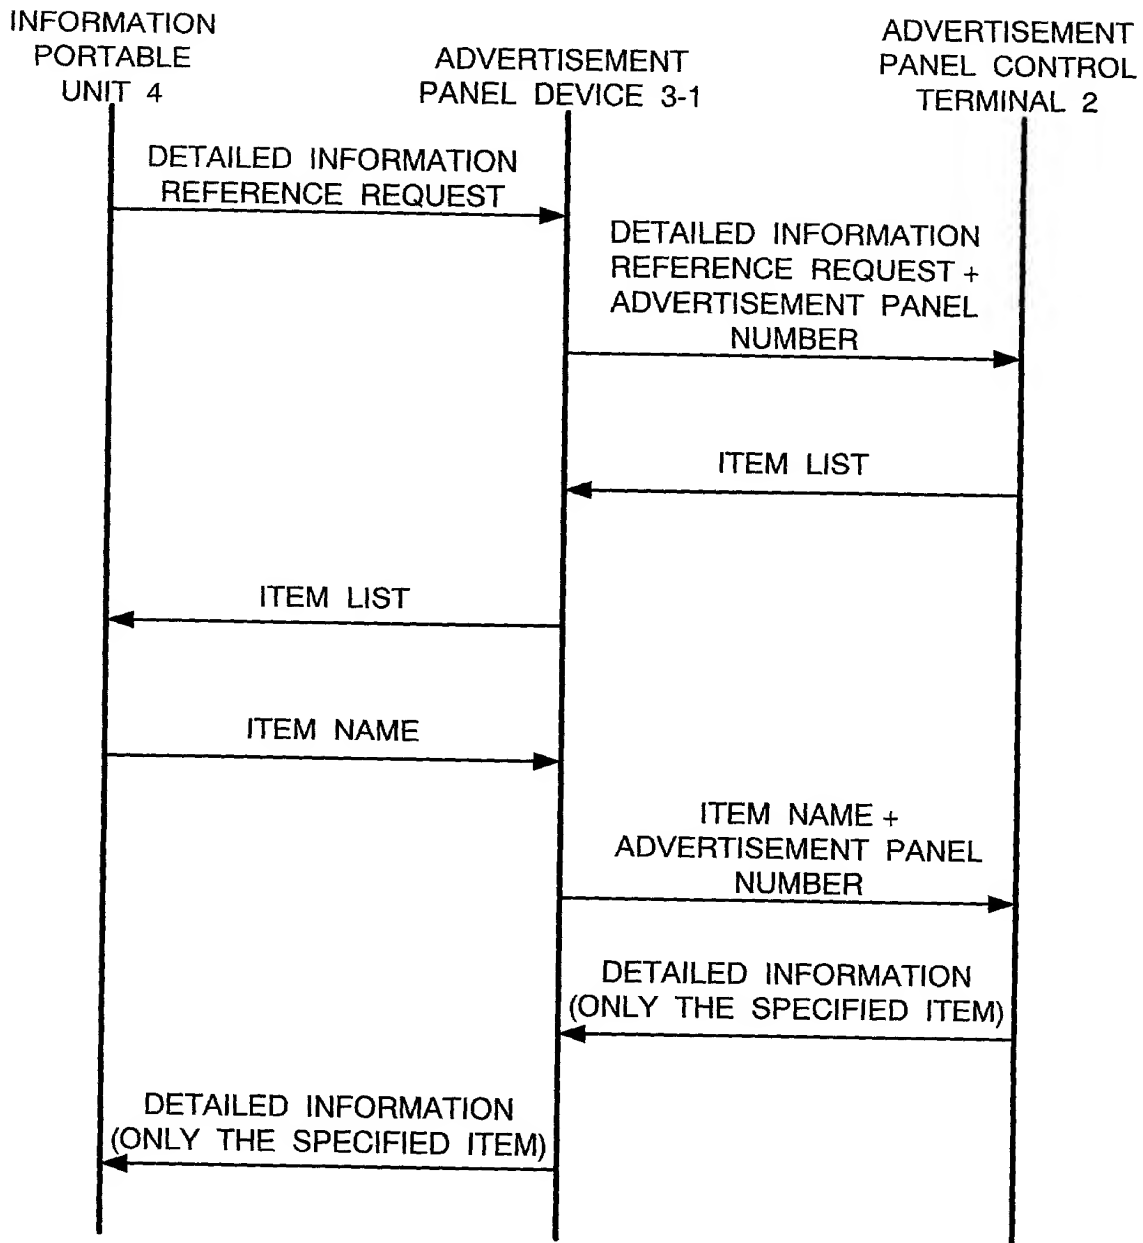 INFORMATION
PORTABLE
UNIT 4
ADVERTISEMENT
PANEL DEVICE 3-1
ADVERTISEMENT
PANEL CONTROL
TERMINAL 2
DETAILED INFORMATION
REFERENCE REQUEST
DETAILED INFORMATION
REFERENCE REQUEST +
ADVERTISEMENT PANEL
NUMBER
ITEM LIST
ITEM LIST
ITEM NAME
ITEM NAME +
ADVERTISEMENT PANEL
NUMBER
DETAILED INFORMATION
(ONLY THE SPECIFIED ITEM)
DETAILED INFORMATION
(ONLY THE SPECIFIED ITEM)